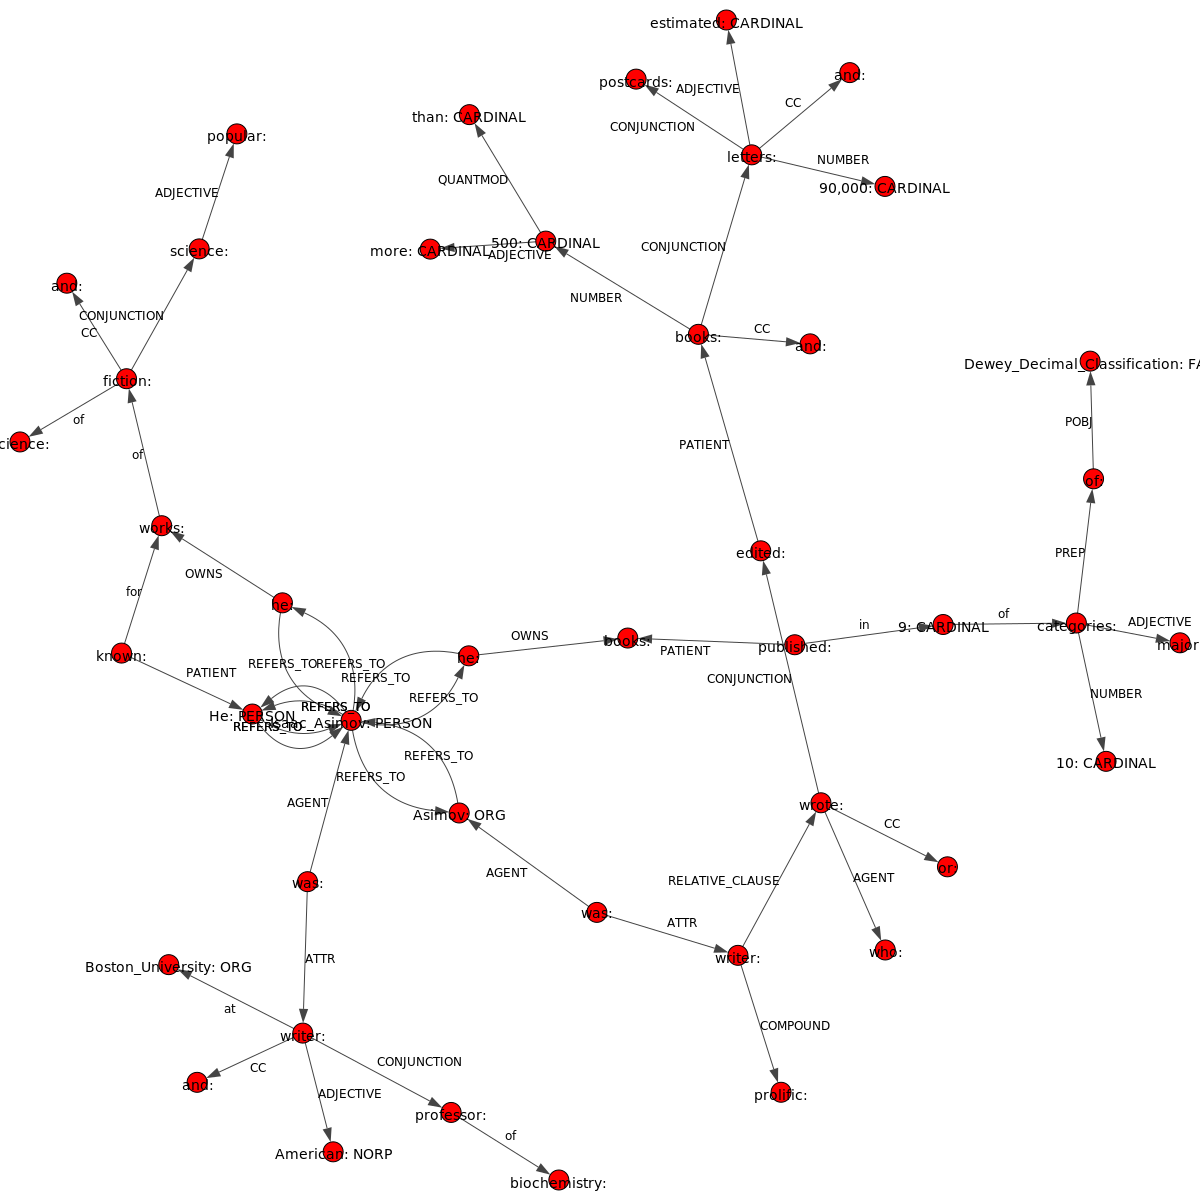 estimated: CARDINAL
postcards:
and:
ADJECTIVE
CC
than: CARDINAL
CONJUNCTION
popular:
letters:
NUMBER
QUANTMOD
90,000: CARDINAL
ADJECTIVE
science:
500: CARDINAL
CONJUNCTION
more: CARDINAL
ADJECTIVE
and:
NUMBER
CONJUNCTION
CC
CC
books:
and:
Dewey_Decimal_Classification: FA
fiction:
of
POBJ
cience:
PATIENT
of
of:
works:
PREP
edited:
OWNS
for
he:
of
in
9: CARDINAL
categories:
ADJECTIVE
OWNS
books:
published:
major
known:
he:
PATIENT
REFERS_TO
REFERS_TO
PATIENT
REFERS_TO
CONJUNCTION
NUMBER
REFERS_TO
REFERS_TO
He: PERSON
Isaac_Asimov: PERSON
REFERS_TO
REFERS_TO
10: CARDINAL
REFERS_TO
AGENT
wrote:
Asimov: ORG
CC
or:
AGENT
RELATIVE_CLAUSE
AGENT
was:
was:
ATTR
who:
ATTR
writer:
Boston_University: ORG
at
COMPOUND
writer:
CONJUNCTION
CC
and:
ADJECTIVE
prolific:
professor:
of
American: NORP
biochemistry: